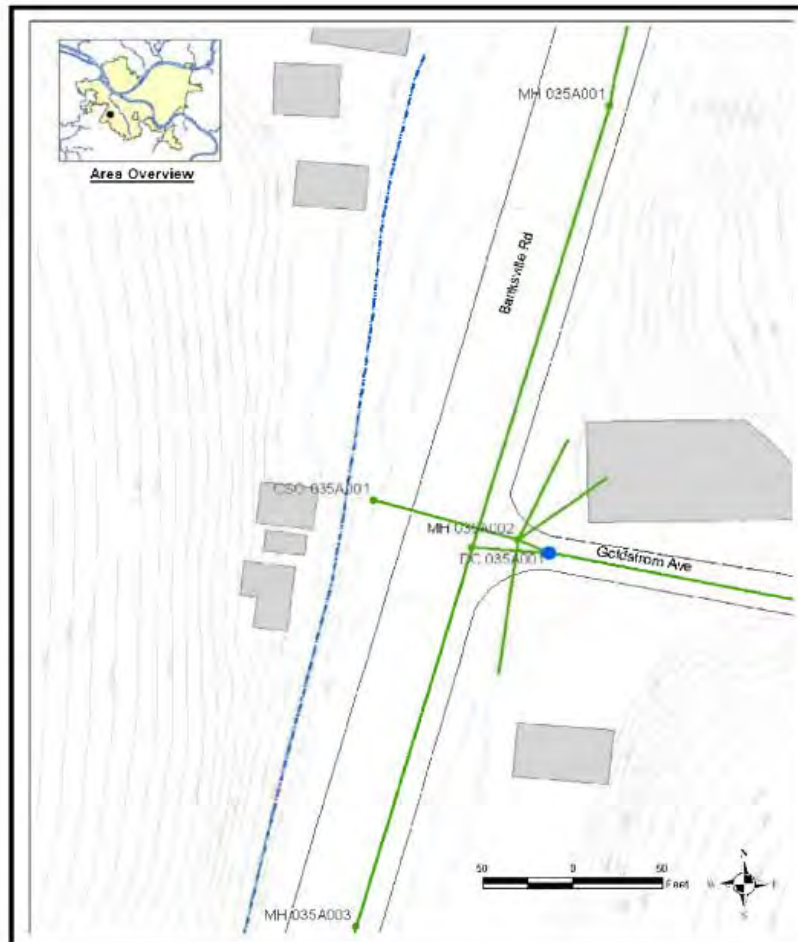 Area Overview
MH 035A001
Banksville Rd
CSO 035A001
MH 035A002
DC 035A001
Goldstrom Ave
50 0 50
Feet
N
W E
S
MH 035A003